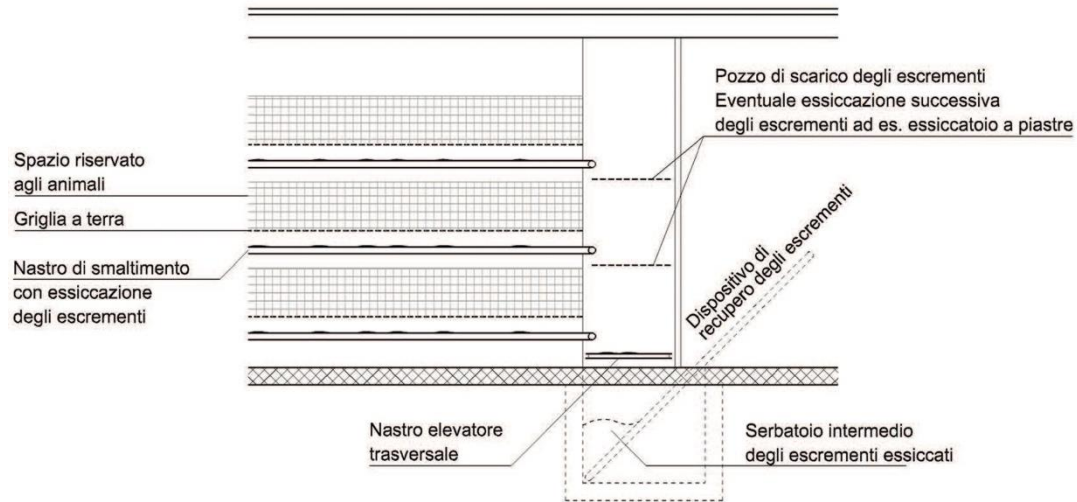 Pozzo di scarico degli escrementi
Eventuale essiccazione successiva
degli escrementi ad es. essiccatoio a piastre
Spazio riservato
agli animali
Griglia a terra
Nastro di smaltimento
con essiccazione
degli escrementi
Dispositivo di
recupero degli escrementi
Nastro elevatore
trasversale
Serbatoio intermedio
degli escrementi essiccati